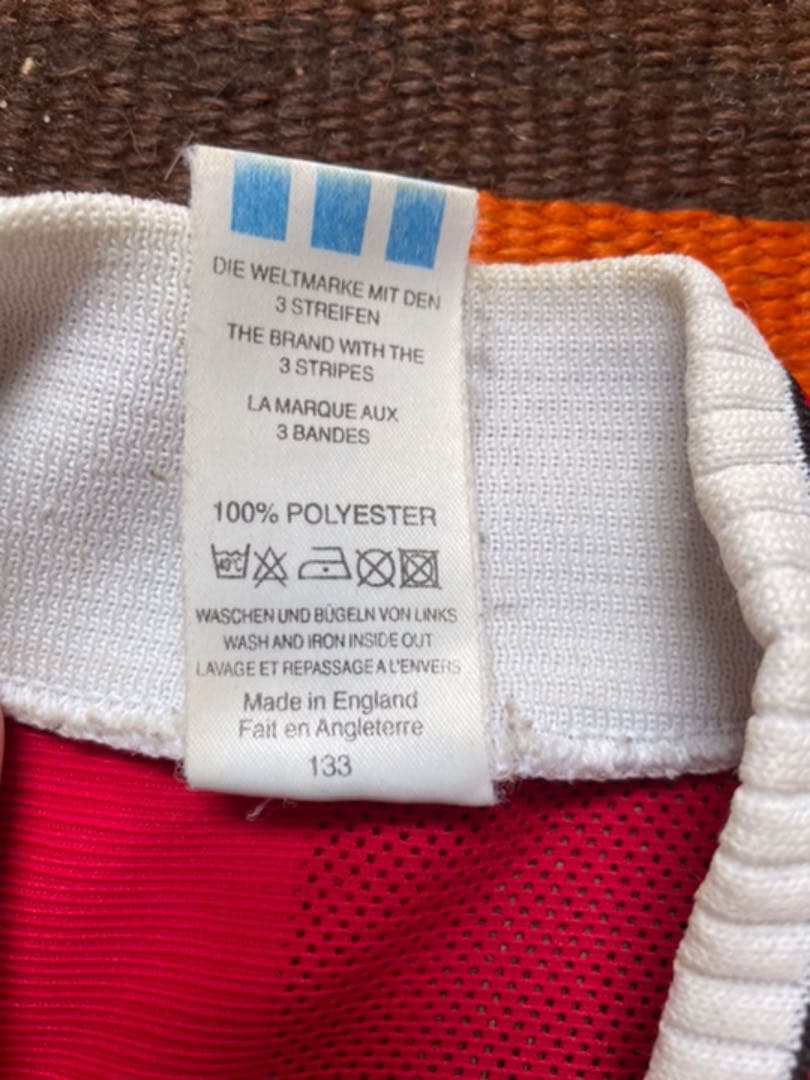 DIE WELTMARKE MIT DEN
3 STREIFEN
THE BRAND WITH THE
3 STRIPES
LA MARQUE AUX
3 BANDES
100% POLYESTER
40°C
WASCHEN UND BÜGELN VON LINKS
WASH AND IRON INSIDE OUT
LAVAGE ET REPASSAGE A L'ENVERS
Made in England
Fait en Angleterre
133